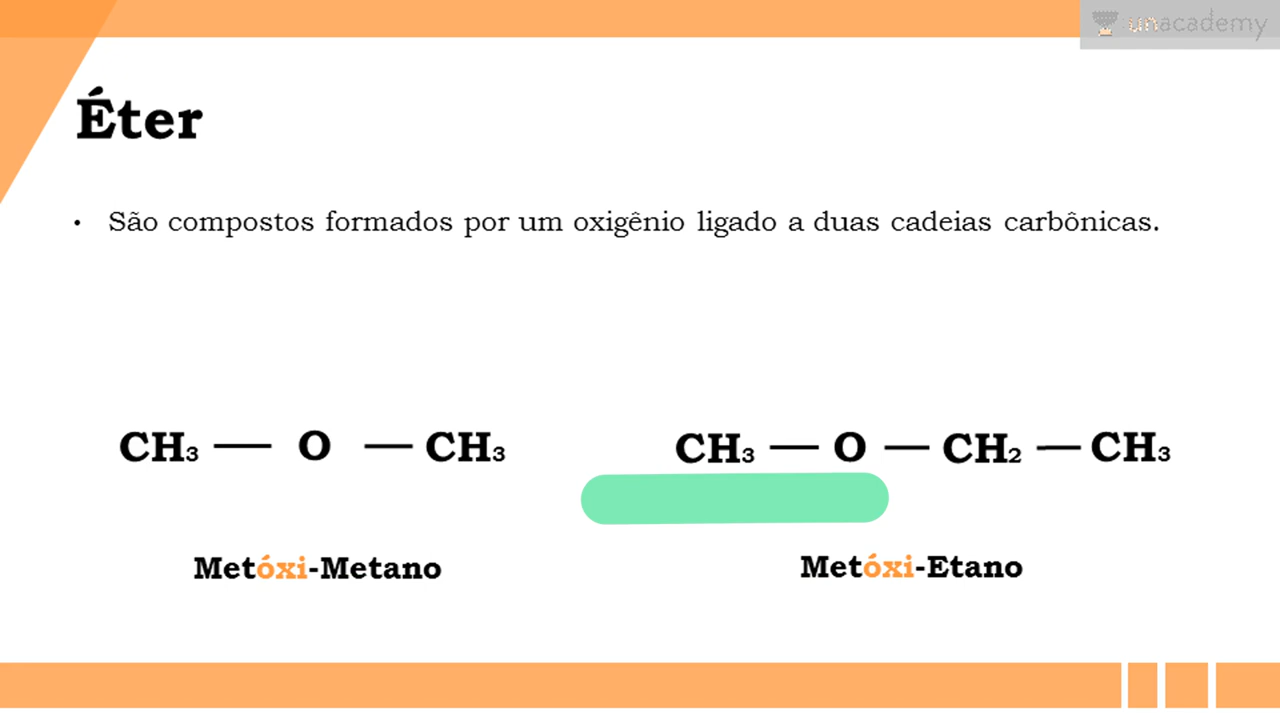 unacademy
Éter
• São compostos formados por um oxigênio ligado a duas cadeias carbônicas.
CH₃ — O — CH₃
CH₃ — O — CH₂ — CH₃
Metóxi-Metano
Metóxi-Etano